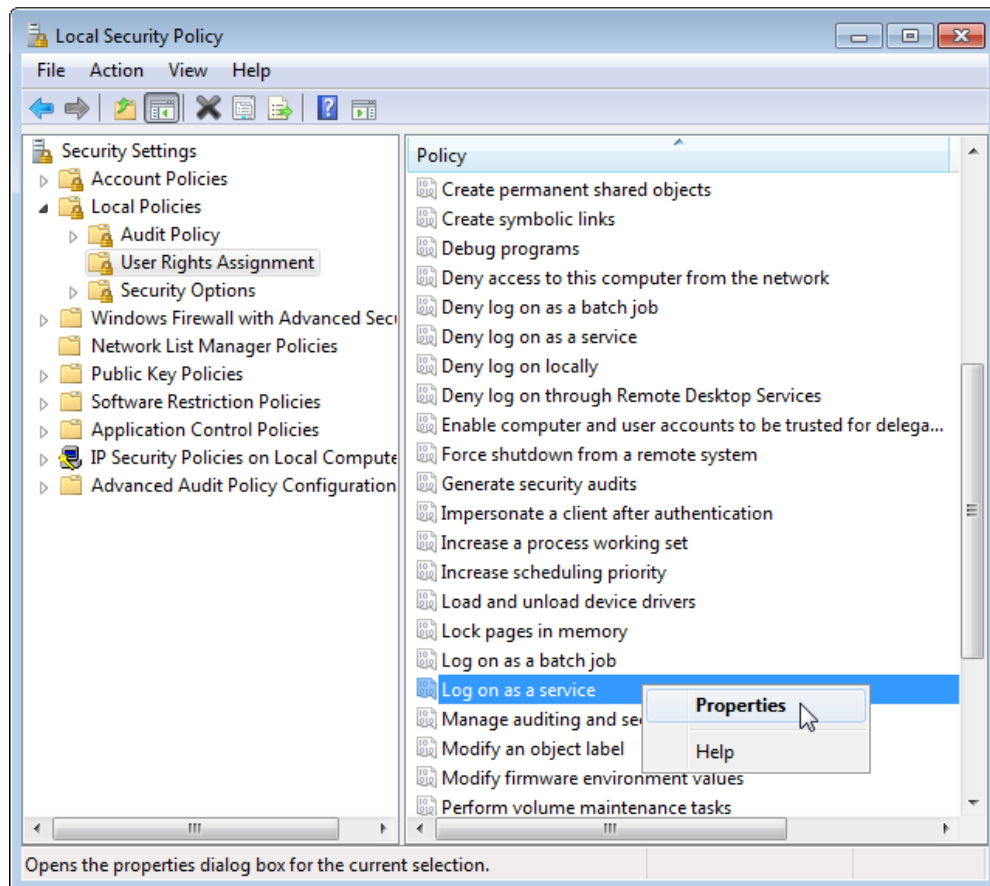 Local Security Policy
File Action View Help
Security Settings
Account Policies
Local Policies
Audit Policy
User Rights Assignment
Security Options
Windows Firewall with Advanced Secu
Network List Manager Policies
Public Key Policies
Software Restriction Policies
Application Control Policies
IP Security Policies on Local Compute
Advanced Audit Policy Configuration
Policy
Create permanent shared objects
Create symbolic links
Debug programs
Deny access to this computer from the network
Deny log on as a batch job
Deny log on as a service
Deny log on locally
Deny log on through Remote Desktop Services
Enable computer and user accounts to be trusted for delega...
Force shutdown from a remote system
Generate security audits
Impersonate a client after authentication
Increase a process working set
Increase scheduling priority
Load and unload device drivers
Lock pages in memory
Log on as a batch job
Log on as a service
Manage auditing and se
Modify an object label
Modify firmware environment values
Perform volume maintenance tasks
Properties
Help
Opens the properties dialog box for the current selection.